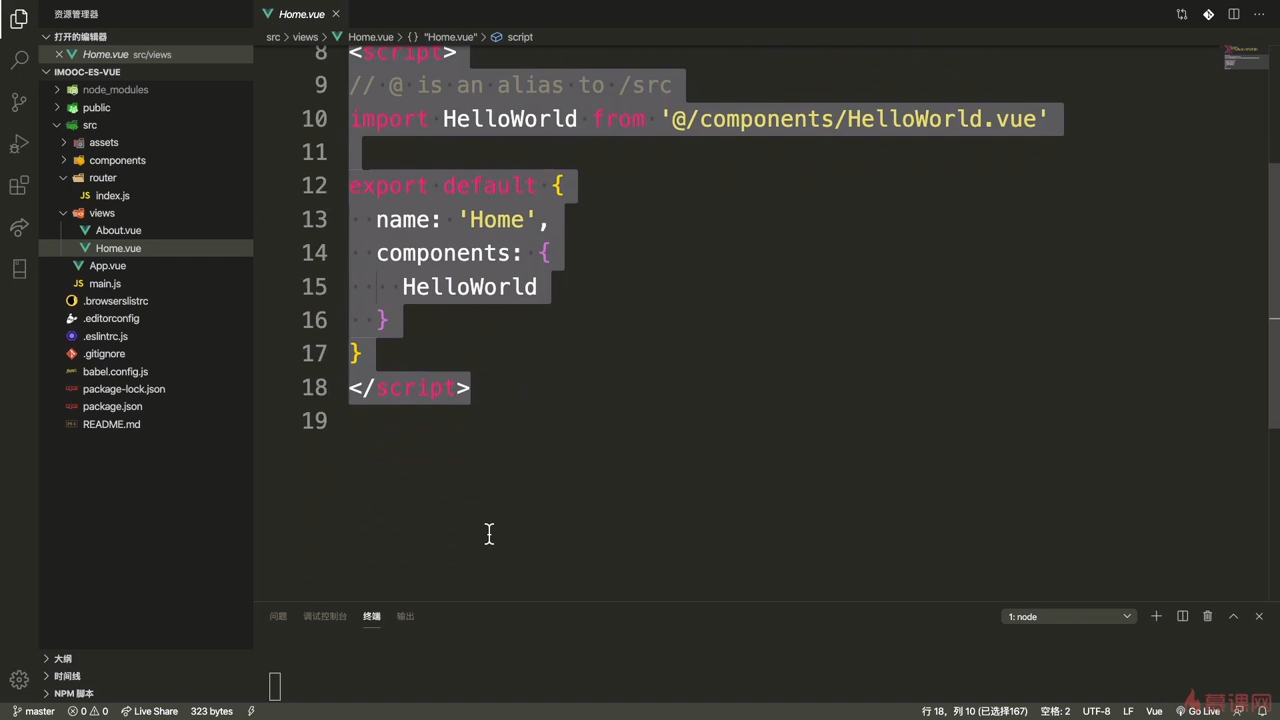 资源管理器
打开的编辑器
Home.vue src/views
IMOOC-ES-VUE
node_modules
public
src
assets
components
router
index.js
views
About.vue
Home.vue
App.vue
main.js
.browserslistrc
.editorconfig
.eslintrc.js
.gitignore
babel.config.js
package-lock.json
package.json
README.md
大纲
时间线
NPM 脚本
Home.vue
src views Home.vue {} "Home.vue" script
8 <script>
9 // @ is an alias to /src
10 import HelloWorld from '@/components/HelloWorld.vue'
11
12 export default {
13 name: 'Home',
14 components: {
15 HelloWorld
16 }
17 }
18 </script>
19
问题 调试控制台 终端 输出 1: node
慕课网
master 0 0 Live Share 323 bytes 行 18, 列 10 (已选择167) 空格: 2 UTF-8 LF Vue Go Live